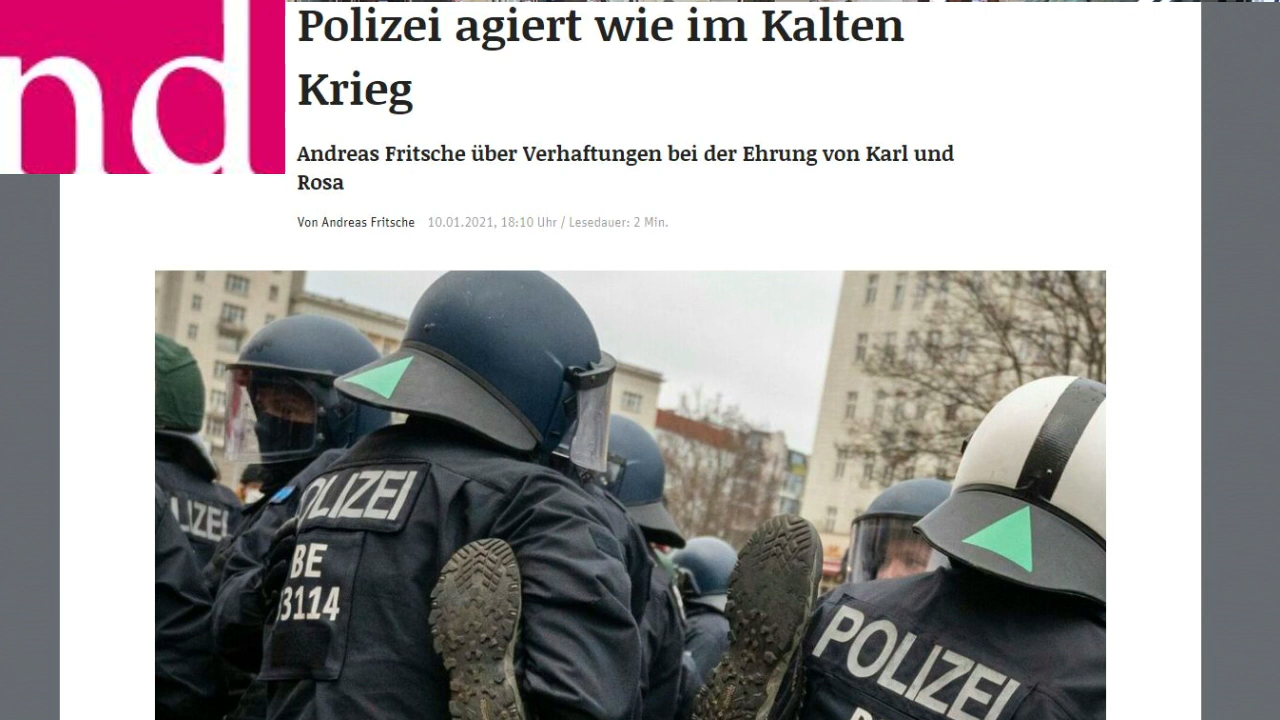 nd
Polizei agiert wie im Kalten
Krieg
Andreas Fritsche über Verhaftungen bei der Ehrung von Karl und
Rosa
Von Andreas Fritsche 10.01.2021, 18:10 Uhr / Lesedauer: 2 Min.
OLIZEI
BE
3114
LIZEI
POLIZEI